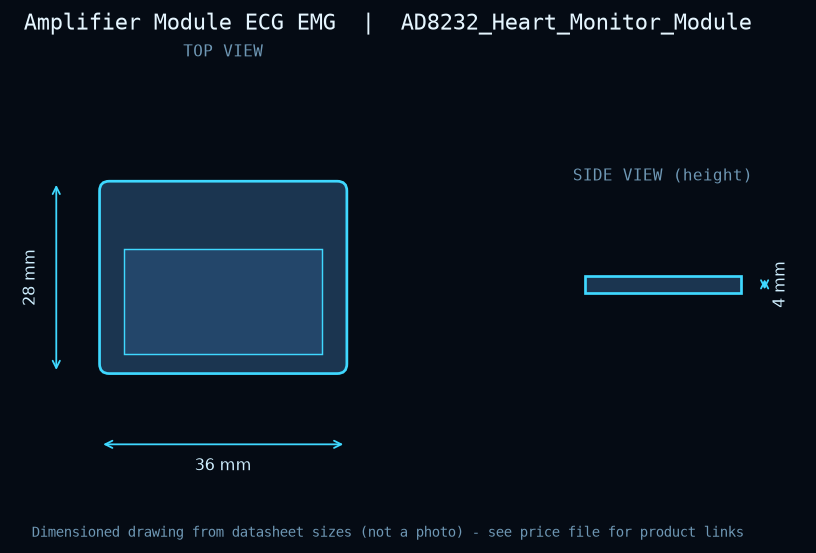 Amplifier Module ECG EMG | AD8232_Heart_Monitor_Module
TOP VIEW
SIDE VIEW (height)
28 mm
4 mm
36 mm
Dimensioned drawing from datasheet sizes (not a photo) - see price file for product links